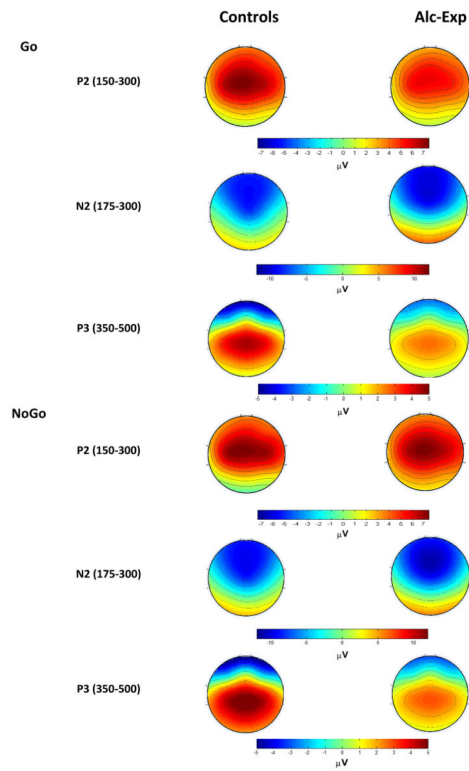 Controls Alc-Exp
Go
P2 (150-300)
-7 -6 -5 -4 -3 -2 -1 0 1 2 3 4 5 6 7
μV
N2 (175-300)
-10 -5 0 5 10
μV
P3 (350-500)
-5 -4 -3 -2 -1 0 1 2 3 4 5
μV
NoGo
P2 (150-300)
-7 -6 -5 -4 -3 -2 -1 0 1 2 3 4 5 6 7
μV
N2 (175-300)
-10 -5 0 5 10
μV
P3 (350-500)
-5 -4 -3 -2 -1 0 1 2 3 4 5
μV